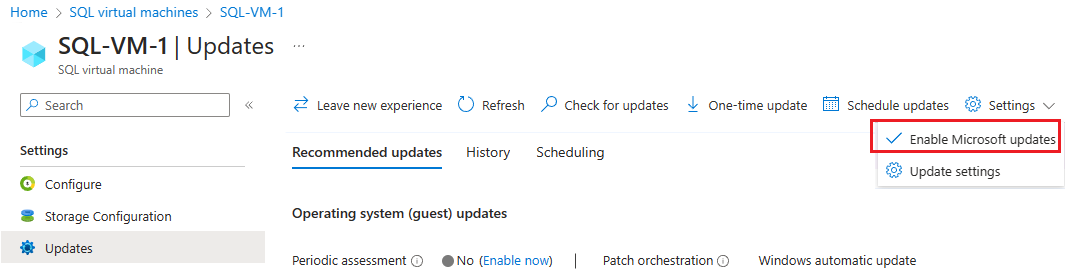 Home > SQL virtual machines > SQL-VM-1
SQL-VM-1 | Updates ...
SQL virtual machine
Search «
Leave new experience Refresh Check for updates One-time update Schedule updates Settings
Enable Microsoft updates
Update settings
Settings
Configure
Storage Configuration
Updates
Recommended updates History Scheduling
Operating system (guest) updates
Periodic assessment No (Enable now) | Patch orchestration Windows automatic update